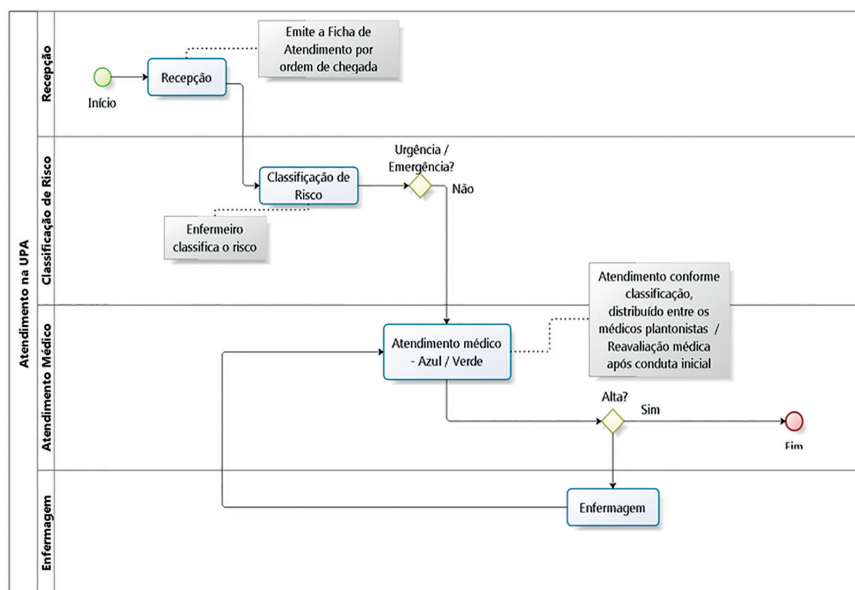 Atendimento na UPA
Recepção
Início
Recepção
Emite a Ficha de
Atendimento por
ordem de chegada
Classificação de Risco
Classificação de
Risco
Enfermeiro
classifica o risco
Urgência /
Emergência?
Não
Atendimento Médico
Atendimento médico
- Azul / Verde
Atendimento conforme
classificação,
distribuído entre os
médicos plantonistas /
Reavaliação médica
após conduta inicial
Alta?
Sim
Fim
Enfermagem
Enfermagem